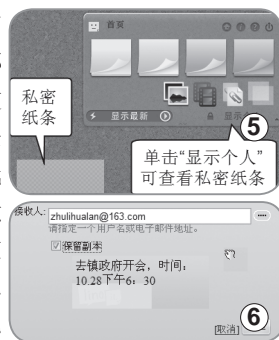 首页
私密
纸条
显示最新
显示
5
单击“显示个人”
可查看私密纸条
接收人:
zhulihualan@163.com
请指定一个用户名或电子邮件地址。
保留副本
去镇政府开会，时间：
10.28下午6：30
[取消]
6